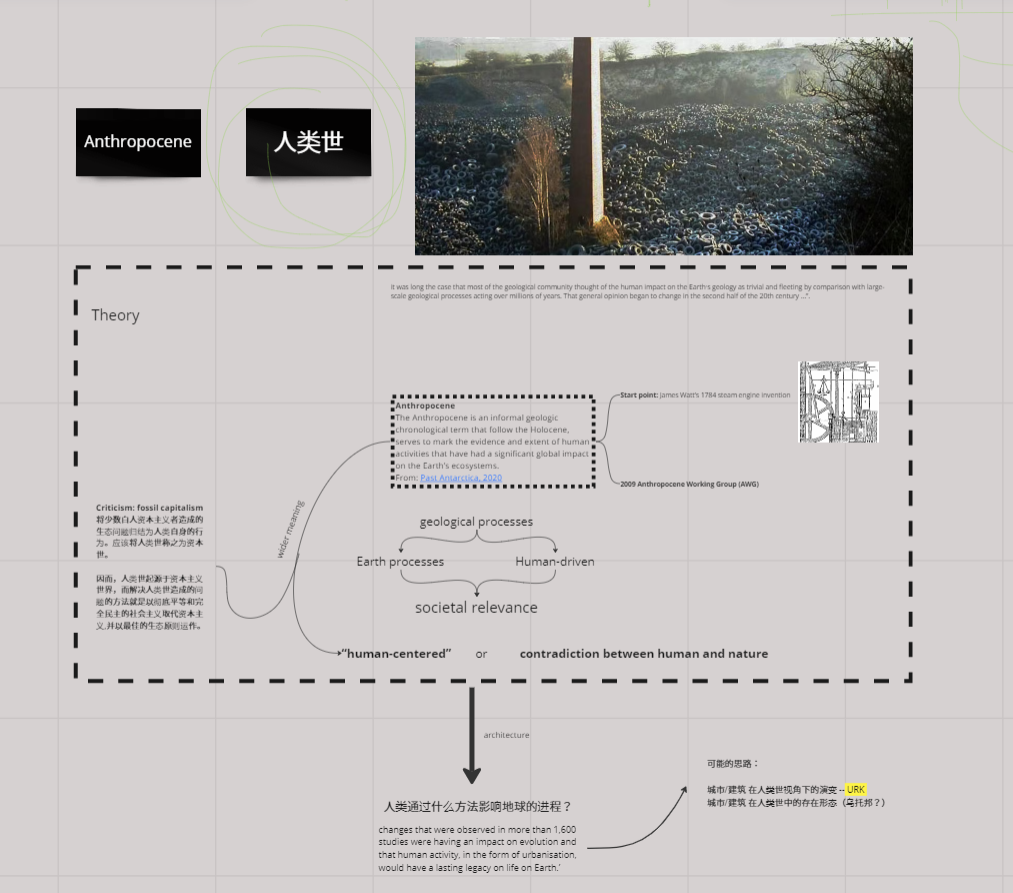 Anthropocene
人类世
It was long the case that most of the geological community thought of the human impact on the Earth's geology as trivial and fleeting by comparison with large-
scale geological processes acting over millions of years. That general opinion began to change in the second half of the 20th century ...".
Theory
Anthropocene
The Anthropocene is an informal geologic
chronological term that follow the Holocene,
serves to mark the evidence and extent of human
activities that have had a significant global impact
on the Earth's ecosystems.
From: Past Antarctica, 2020
Start point: James Watt's 1784 steam engine invention
2009 Anthropocene Working Group (AWG)
wider meaning
Criticism: fossil capitalism
将少数白人资本主义者造成的
生态问题归结为人类自身的行
为。应该将人类世称之为资本
世。
因而，人类世起源于资本主义
世界，而解决人类世造成的问
题的方法就是以彻底平等和完
全民主的社会主义取代资本主
义,并以最佳的生态原则运作。
geological processes
Earth processes
Human-driven
societal relevance
"human-centered" or contradiction between human and nature
architecture
人类通过什么方法影响地球的进程？
changes that were observed in more than 1,600
studies were having an impact on evolution and
that human activity, in the form of urbanisation,
would have a lasting legacy on life on Earth.'
可能的思路：
城市/建筑 在人类世视角下的演变 -- URK
城市/建筑 在人类世中的存在形态（乌托邦？）